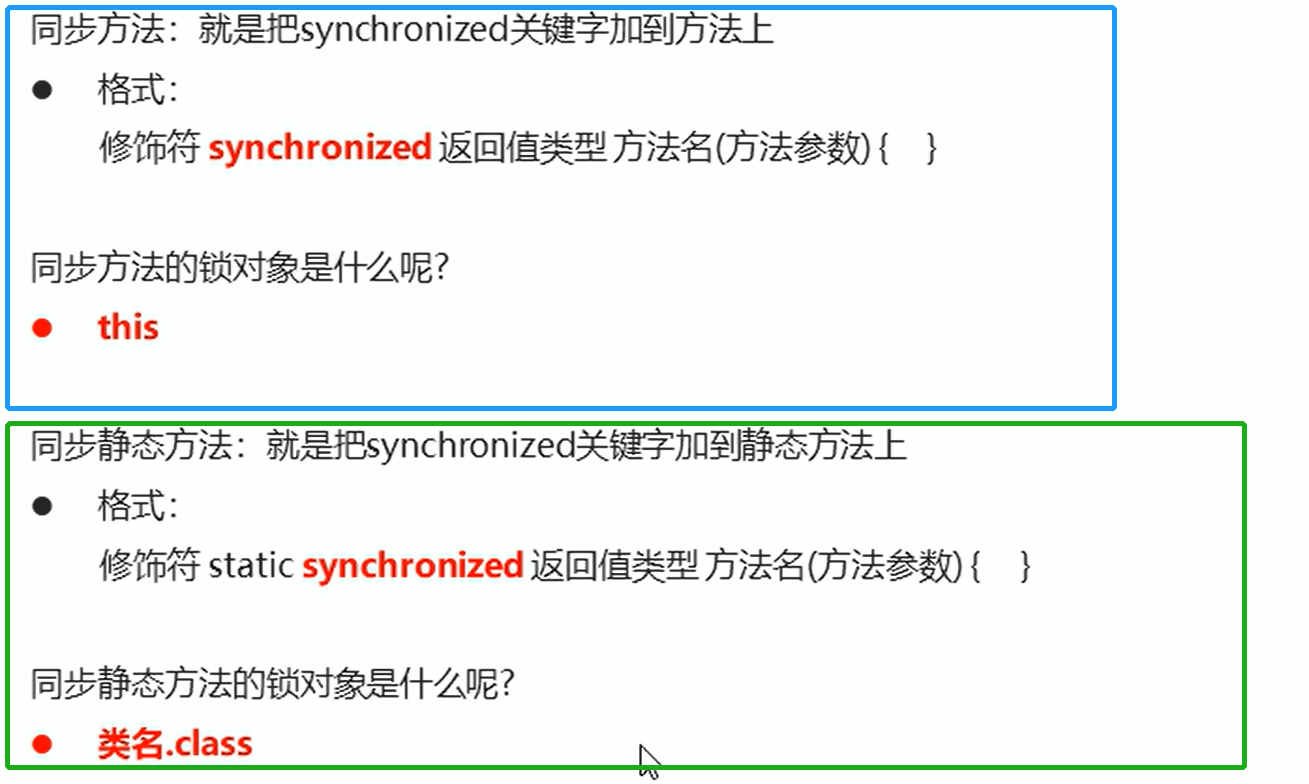 同步方法：就是把synchronized关键字加到方法上
● 格式：
修饰符 synchronized 返回值类型 方法名(方法参数) { }
同步方法的锁对象是什么呢?
● this
同步静态方法：就是把synchronized关键字加到静态方法上
● 格式：
修饰符 static synchronized 返回值类型 方法名(方法参数) { }
同步静态方法的锁对象是什么呢?
● 类名.class